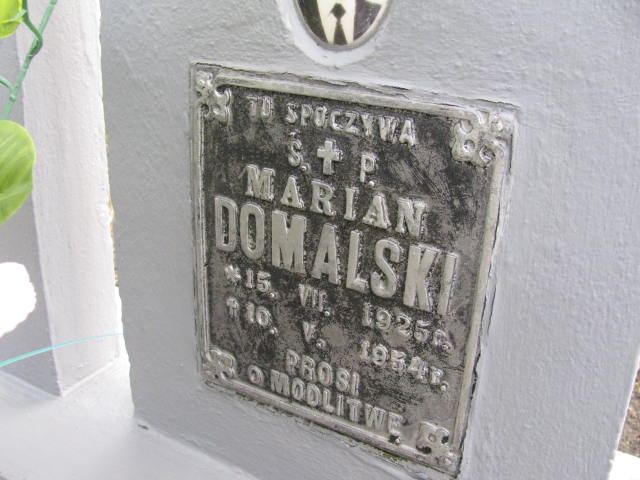 TU SPOCZYWA
Ś. ✝ P.
MARIAN
DOMALSKI
* 15. VII. 1925 r.
✝ 10. V. 1954 r.
PROSI
O MODLITWĘ